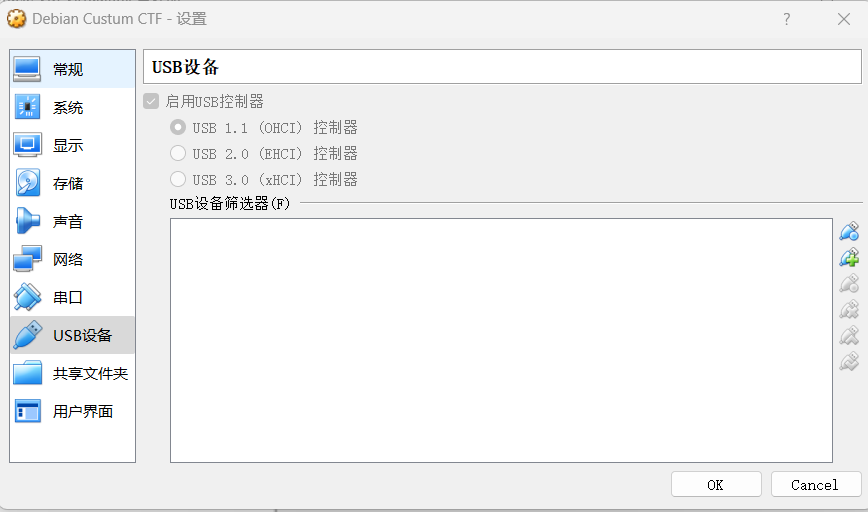 Debian Custum CTF - 设置
?
常规
系统
显示
存储
声音
网络
串口
USB设备
共享文件夹
用户界面
USB设备
启用USB控制器
USB 1.1 (OHCI) 控制器
USB 2.0 (EHCI) 控制器
USB 3.0 (xHCI) 控制器
USB设备筛选器(F)
OK
Cancel